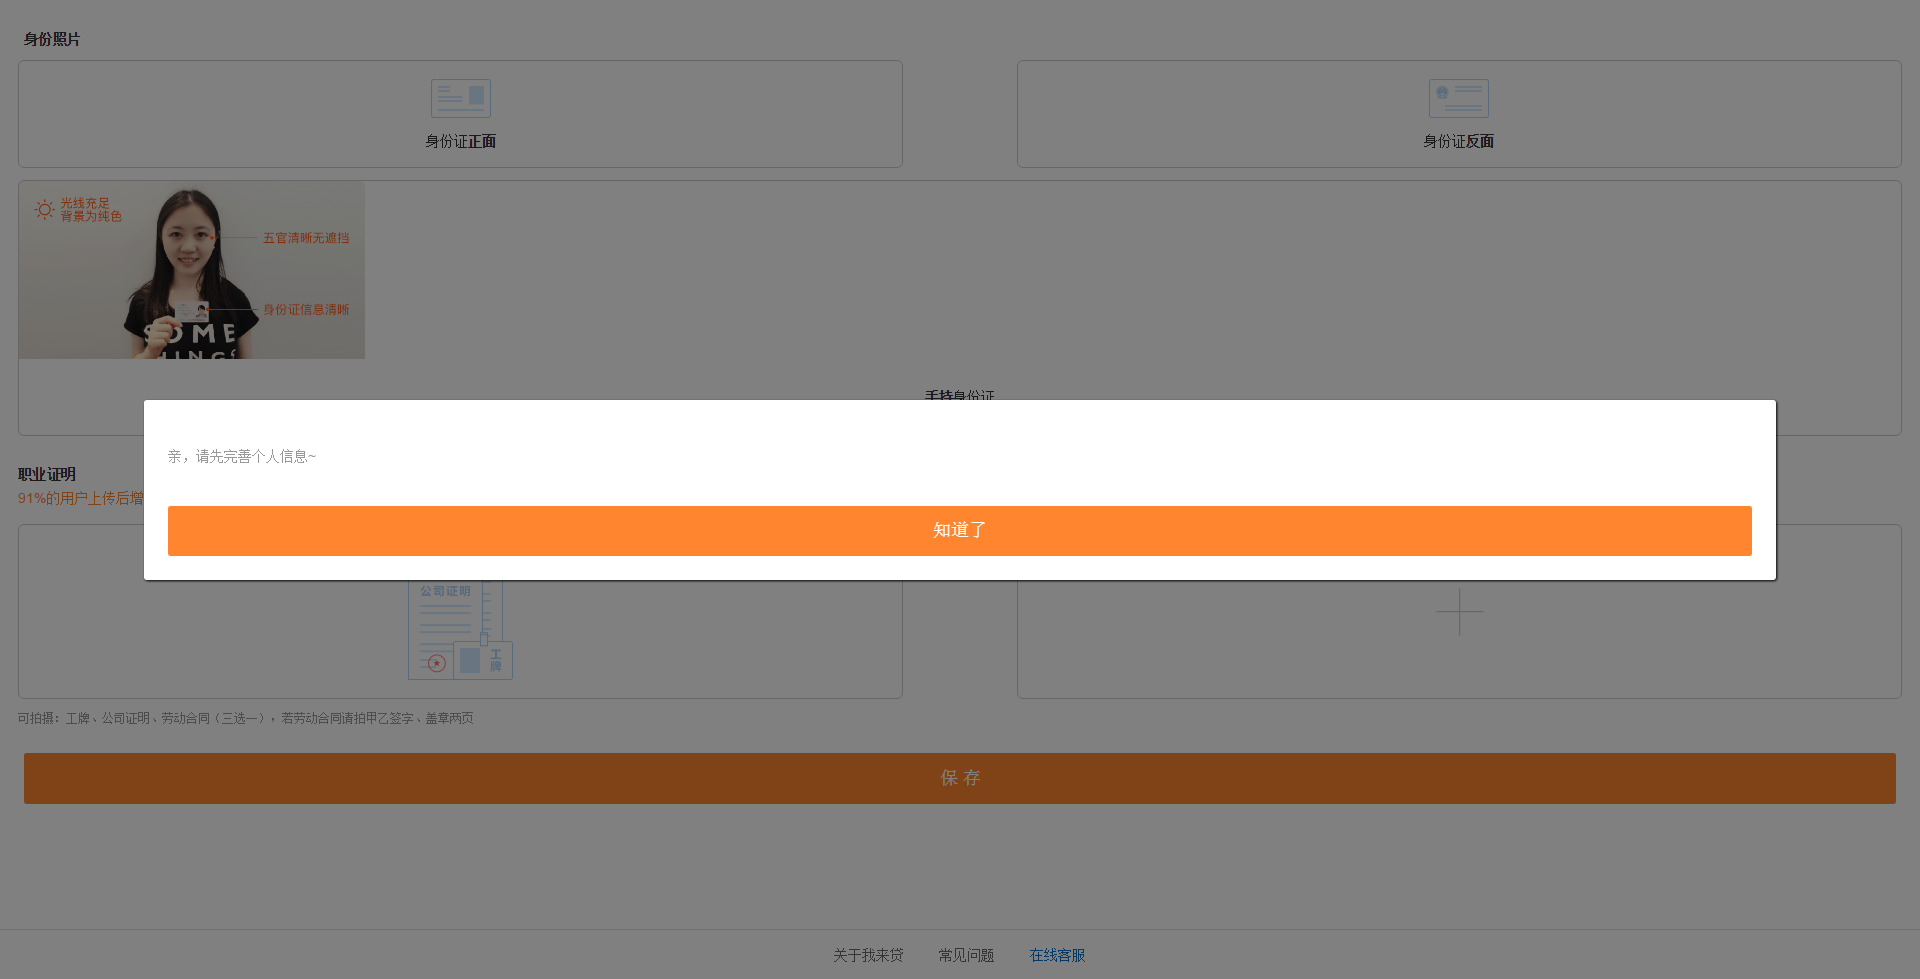 身份照片
身份证正面
身份证反面
光线充足
背景为纯色
五官清晰无遮挡
身份证信息清晰
SOME
THINGS
手持身份证
亲，请先完善个人信息~
职业证明
91%的用户上传后增
知道了
公司证明
工牌
可拍摄：工牌、公司证明、劳动合同（三选一），若劳动合同请拍甲乙签字、盖章两页
保 存
关于我来贷
常见问题
在线客服